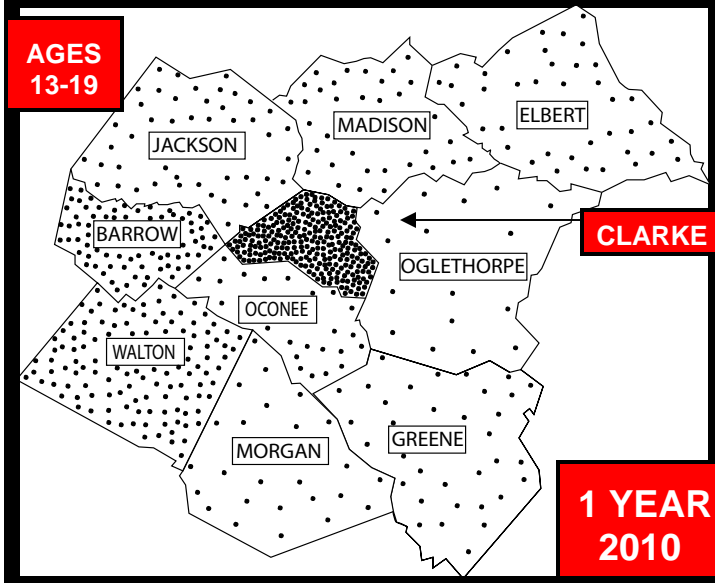 AGES
13-19
ELBERT
MADISON
JACKSON
BARROW
CLARKE
OGLETHORPE
OCONEE
WALTON
GREENE
MORGAN
1 YEAR
2010